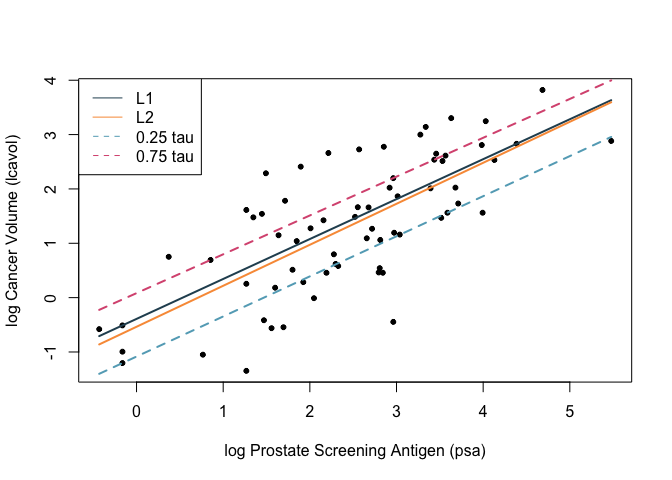 L1
L2
0.25 tau
0.75 tau
log Cancer Volume (lcavol)
4
3
2
1
0
-1
0 1 2 3 4 5
log Prostate Screening Antigen (psa)